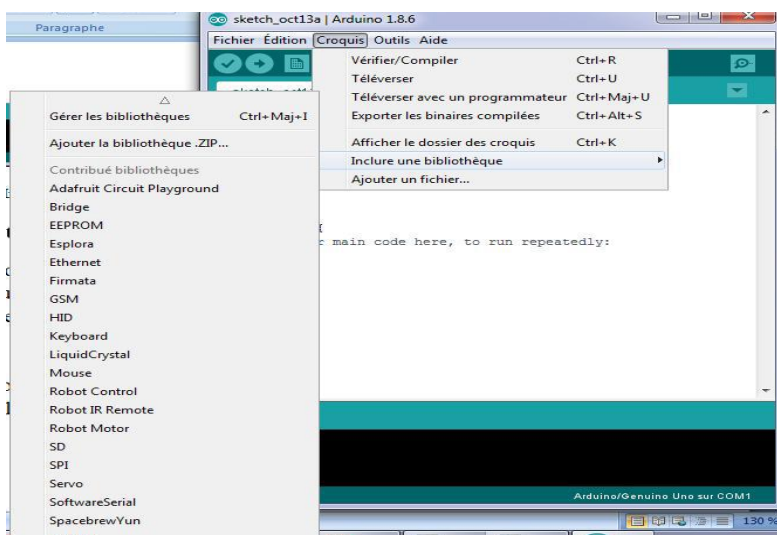 Paragraphe
sketch_oct13a | Arduino 1.8.6
Fichier Édition Croquis Outils Aide
Vérifier/Compiler Ctrl+R
Téléverser Ctrl+U
Téléverser avec un programmateur Ctrl+Maj+U
Exporter les binaires compilées Ctrl+Alt+S
Afficher le dossier des croquis Ctrl+K
Inclure une bibliothèque
Ajouter un fichier...
Gérer les bibliothèques Ctrl+Maj+I
Ajouter la bibliothèque .ZIP...
Contribué bibliothèques
Adafruit Circuit Playground
Bridge
EEPROM
Esplora
Ethernet
Firmata
GSM
HID
Keyboard
LiquidCrystal
Mouse
Robot Control
Robot IR Remote
Robot Motor
SD
SPI
Servo
SoftwareSerial
SpacebrewYun
main code here, to run repeatedly:
Arduino/Genuino Uno sur COM1
130 %